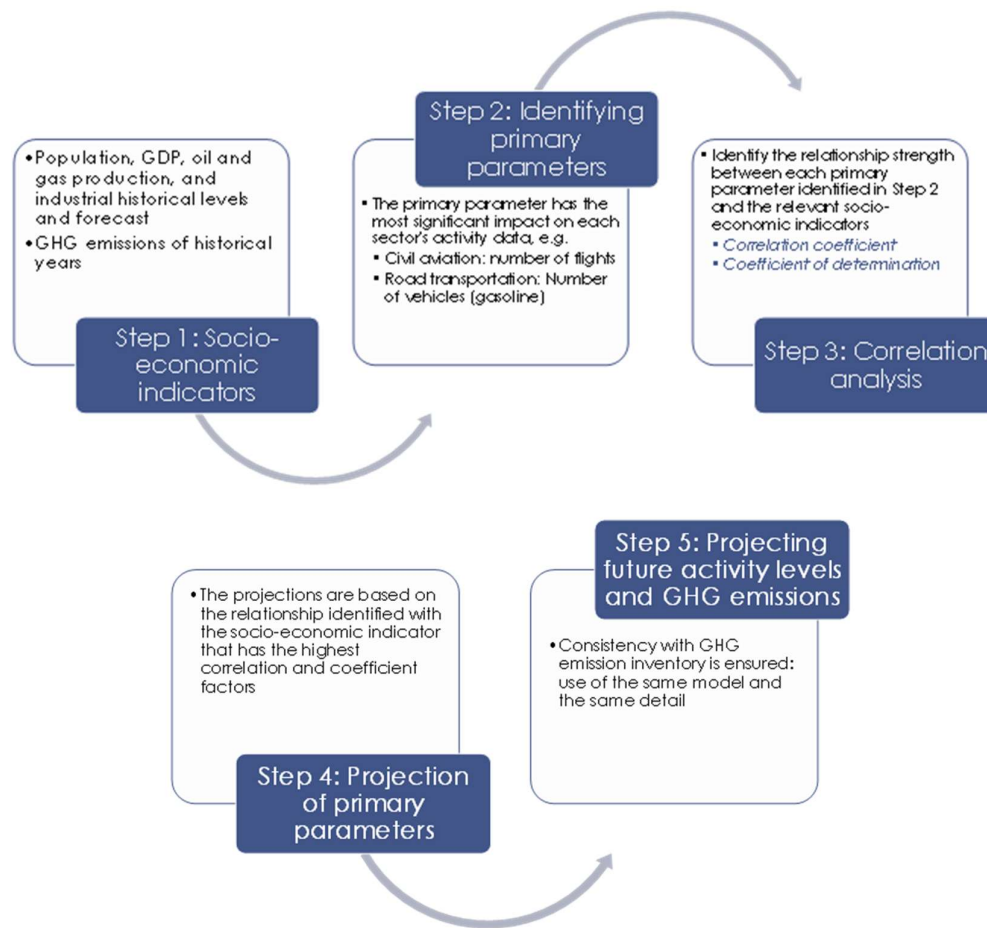 •Population, GDP, oil and
gas production, and
industrial historical levels
and forecast
•GHG emissions of historical
years
Step 1: Socio-
economic
indicators
Step 2: Identifying
primary
parameters
• The primary parameter has the
most significant impact on each
sector's activity data, e.g.
▪ Civil aviation: number of flights
▪ Road transportation: Number
of vehicles (gasoline)
▪ Identify the relationship strength
between each primary
parameter identified in Step 2
and the relevant socio-
economic indicators
▪ Correlation coefficient
▪ Coefficient of determination
Step 3: Correlation
analysis
•The projections are based on
the relationship identified with
the socio-economic indicator
that has the highest
correlation and coefficient
factors
Step 4: Projection
of primary
parameters
Step 5: Projecting
future activity levels
and GHG emissions
•Consistency with GHG
emission inventory is ensured:
use of the same model and
the same detail